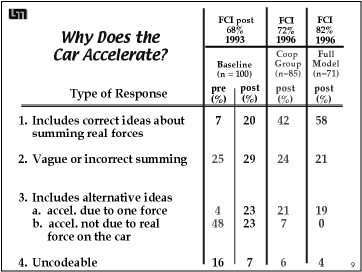 FCI post FCI FCI
68% 72% 82%
1993 1996 1996
Why Does the
Car Accelerate?
Coop Full
Baseline Group Model
(n = 100) (n=85) (n=71)
Type of Response pre post post post
(%) (%) (%) (%)
1. Includes correct ideas about 7 20 42 58
summing real forces
2. Vague or incorrect summing 25 29 24 21
3. Includes alternative ideas
a. accel. due to one force 4 23 21 19
b. accel. not due to real 48 23 7 0
force on the car
4. Uncodeable 16 7 6 4
9